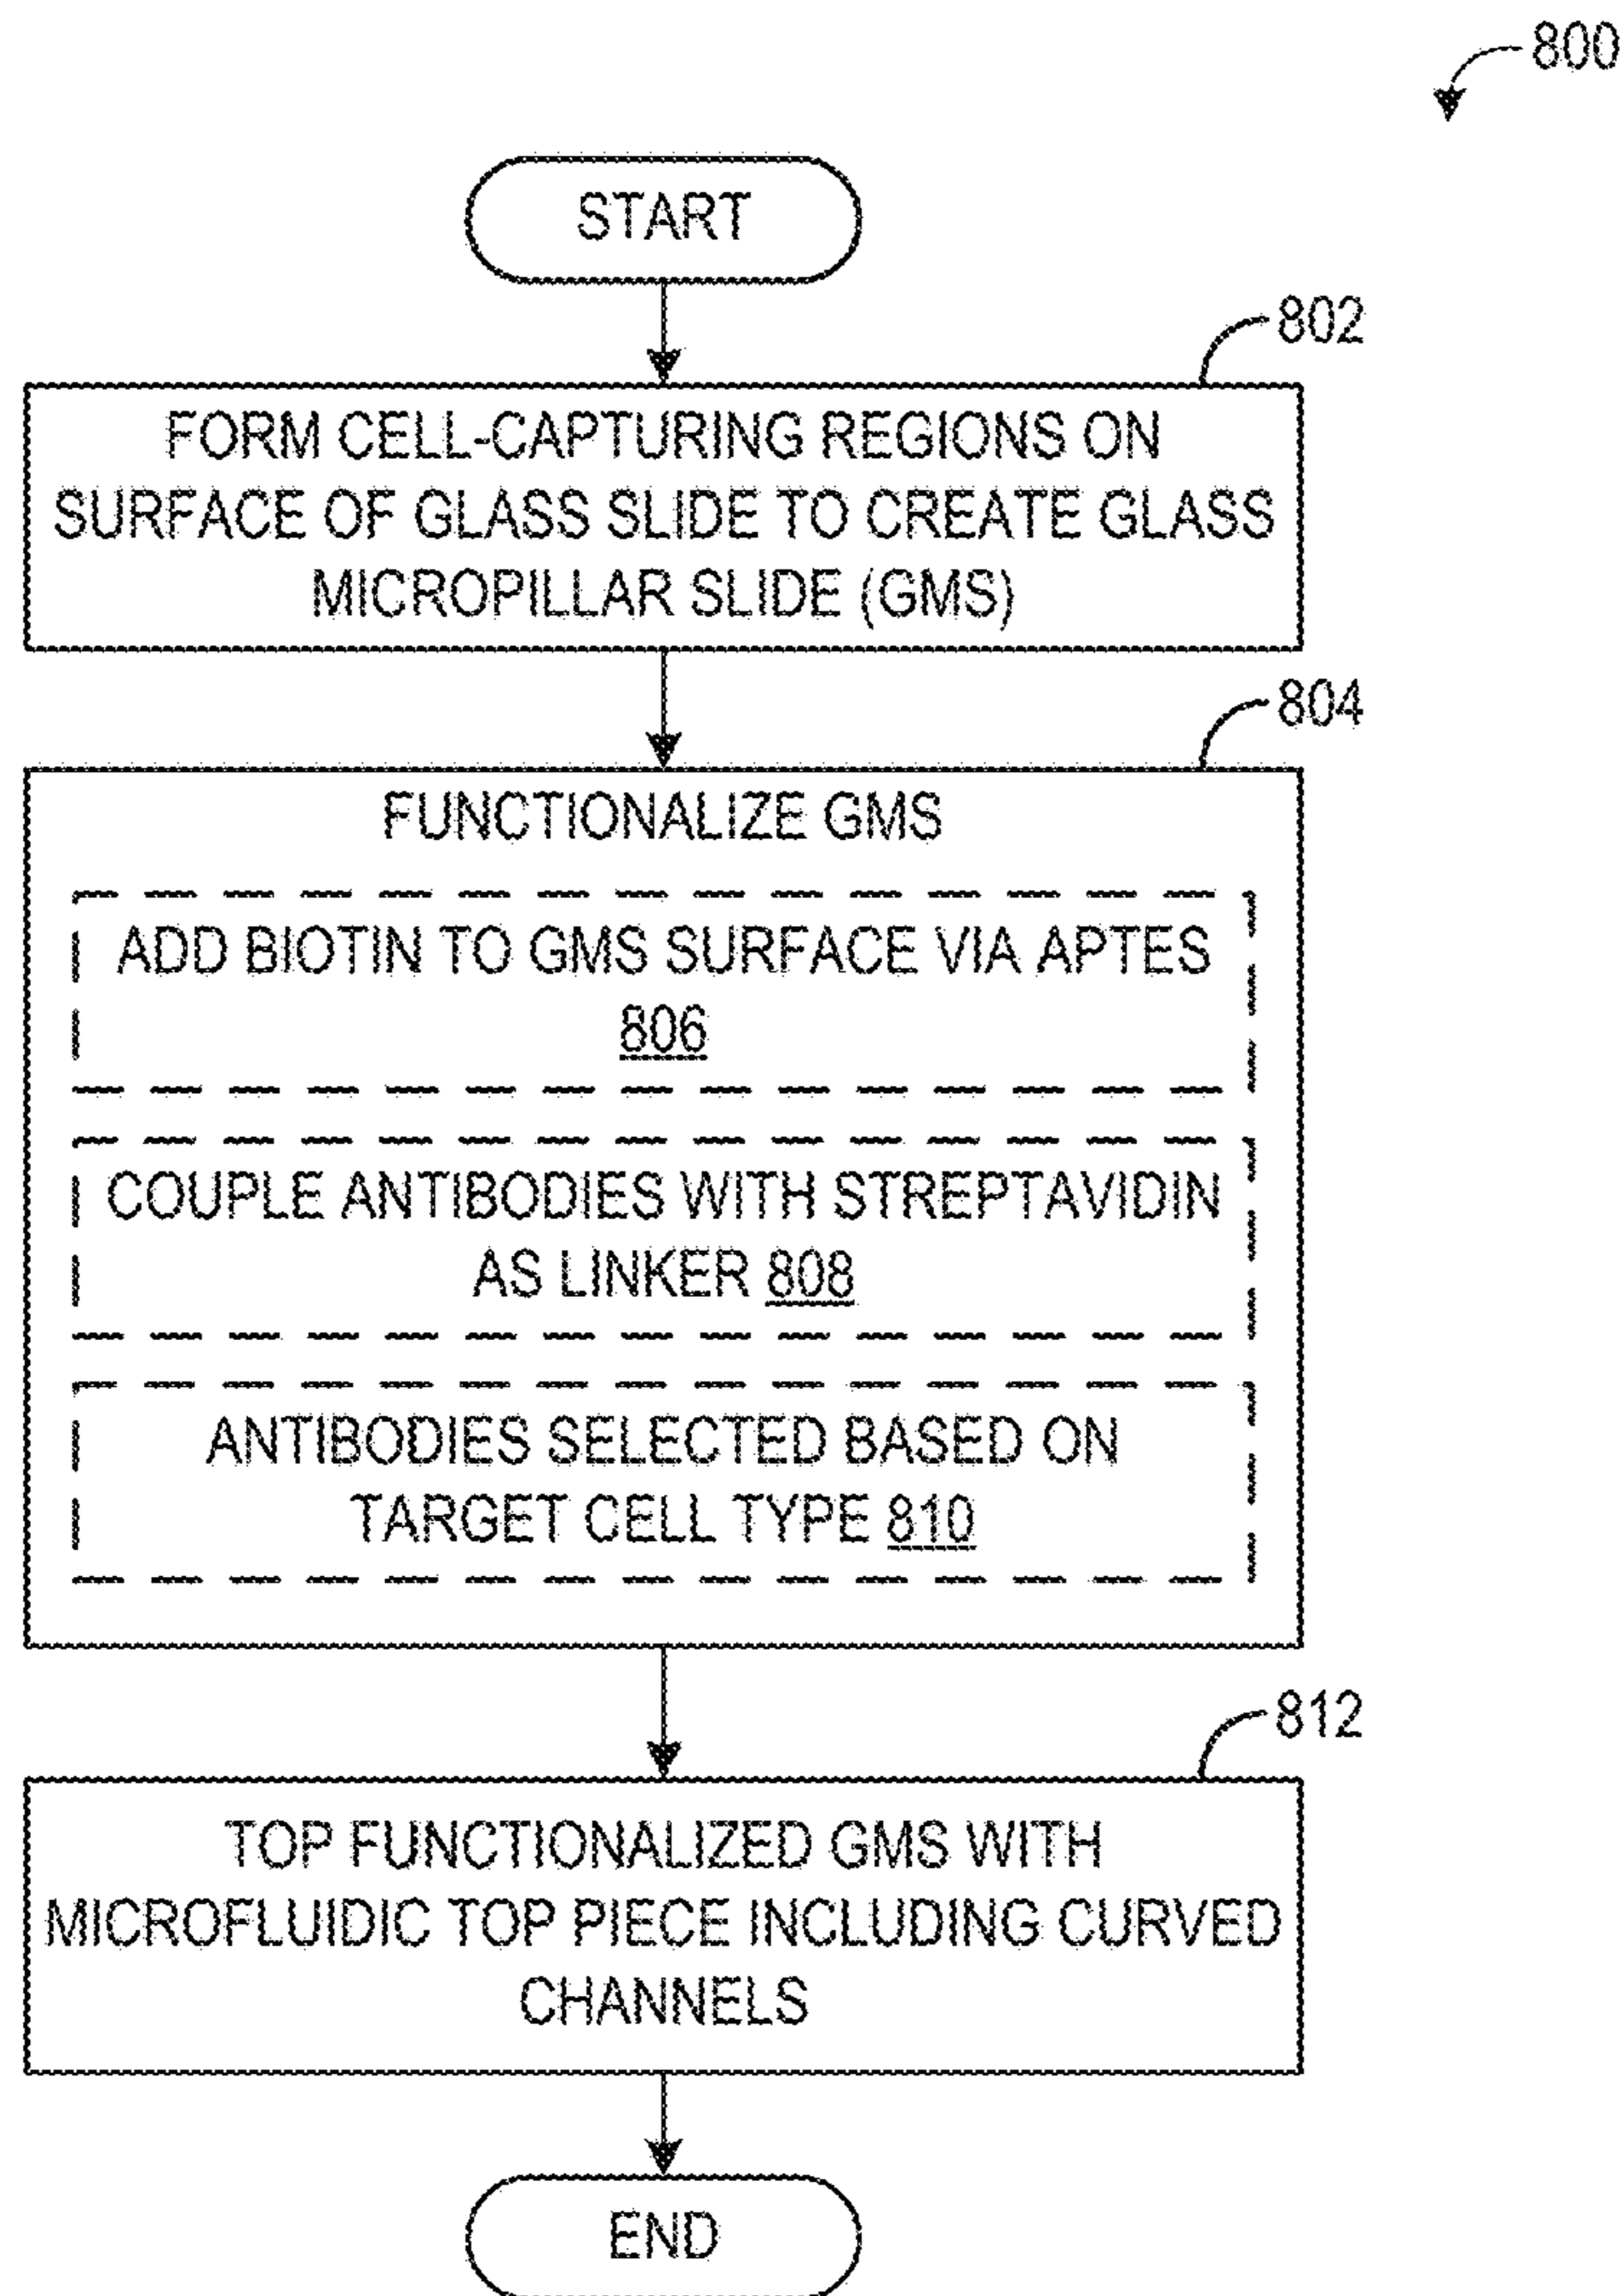 800
START
802
FORM CELL-CAPTURING REGIONS ON
SURFACE OF GLASS SLIDE TO CREATE GLASS
MICROPILLAR SLIDE (GMS)
804
FUNCTIONALIZE GMS
ADD BIOTIN TO GMS SURFACE VIA APTES
806
COUPLE ANTIBODIES WITH STREPTAVIDIN
AS LINKER 808
ANTIBODIES SELECTED BASED ON
TARGET CELL TYPE 810
812
TOP FUNCTIONALIZED GMS WITH
MICROFLUIDIC TOP PIECE INCLUDING CURVED
CHANNELS
END